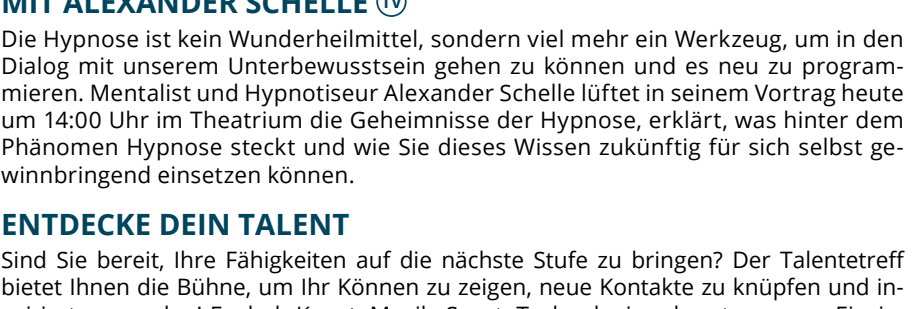 MIT ALEXANDER SCHELLE IV
Die Hypnose ist kein Wunderheilmittel, sondern viel mehr ein Werkzeug, um in den
Dialog mit unserem Unterbewusstsein gehen zu können und es neu zu program-
mieren. Mentalist und Hypnotiseur Alexander Schelle lüftet in seinem Vortrag heute
um 14:00 Uhr im Theatrium die Geheimnisse der Hypnose, erklärt, was hinter dem
Phänomen Hypnose steckt und wie Sie dieses Wissen zukünftig für sich selbst ge-
winnbringend einsetzen können.
ENTDECKE DEIN TALENT
Sind Sie bereit, Ihre Fähigkeiten auf die nächste Stufe zu bringen? Der Talentetreff
bietet Ihnen die Bühne, um Ihr Können zu zeigen, neue Kontakte zu knüpfen und in-